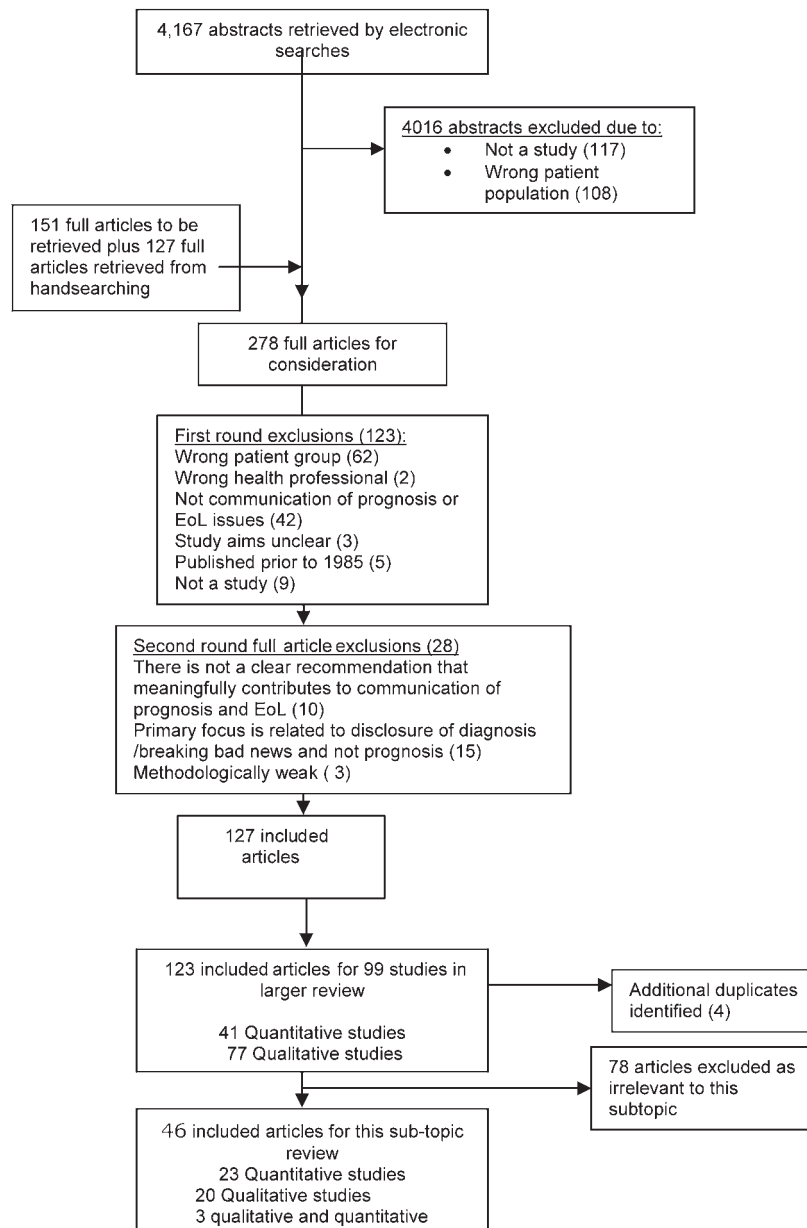 4,167 abstracts retrieved by electronic
searches
4016 abstracts excluded due to:
• Not a study (117)
• Wrong patient
population (108)
151 full articles to be
retrieved plus 127 full
articles retrieved from
handsearching
278 full articles for
consideration
First round exclusions (123):
Wrong patient group (62)
Wrong health professional (2)
Not communication of prognosis or
EoL issues (42)
Study aims unclear (3)
Published prior to 1985 (5)
Not a study (9)
Second round full article exclusions (28)
There is not a clear recommendation that
meaningfully contributes to communication of
prognosis and EoL (10)
Primary focus is related to disclosure of diagnosis
/breaking bad news and not prognosis (15)
Methodologically weak ( 3)
127 included
articles
123 included articles for 99 studies in
larger review
41 Quantitative studies
77 Qualitative studies
Additional duplicates
identified (4)
78 articles excluded as
irrelevant to this
subtopic
46 included articles for this sub-topic
review
23 Quantitative studies
20 Qualitative studies
3 qualitative and quantitative